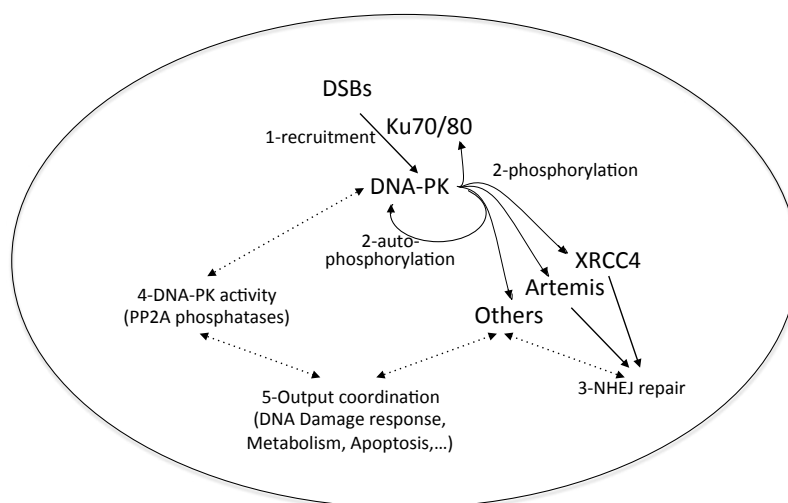 DSBs
Ku70/80
1-recruitment
2-phosphorylation
DNA-PK
2-auto-
phosphorylation
XRCC4
Artemis
4-DNA-PK activity
(PP2A phosphatases)
Others
3-NHEJ repair
5-Output coordination
(DNA Damage response,
Metabolism, Apoptosis,...)